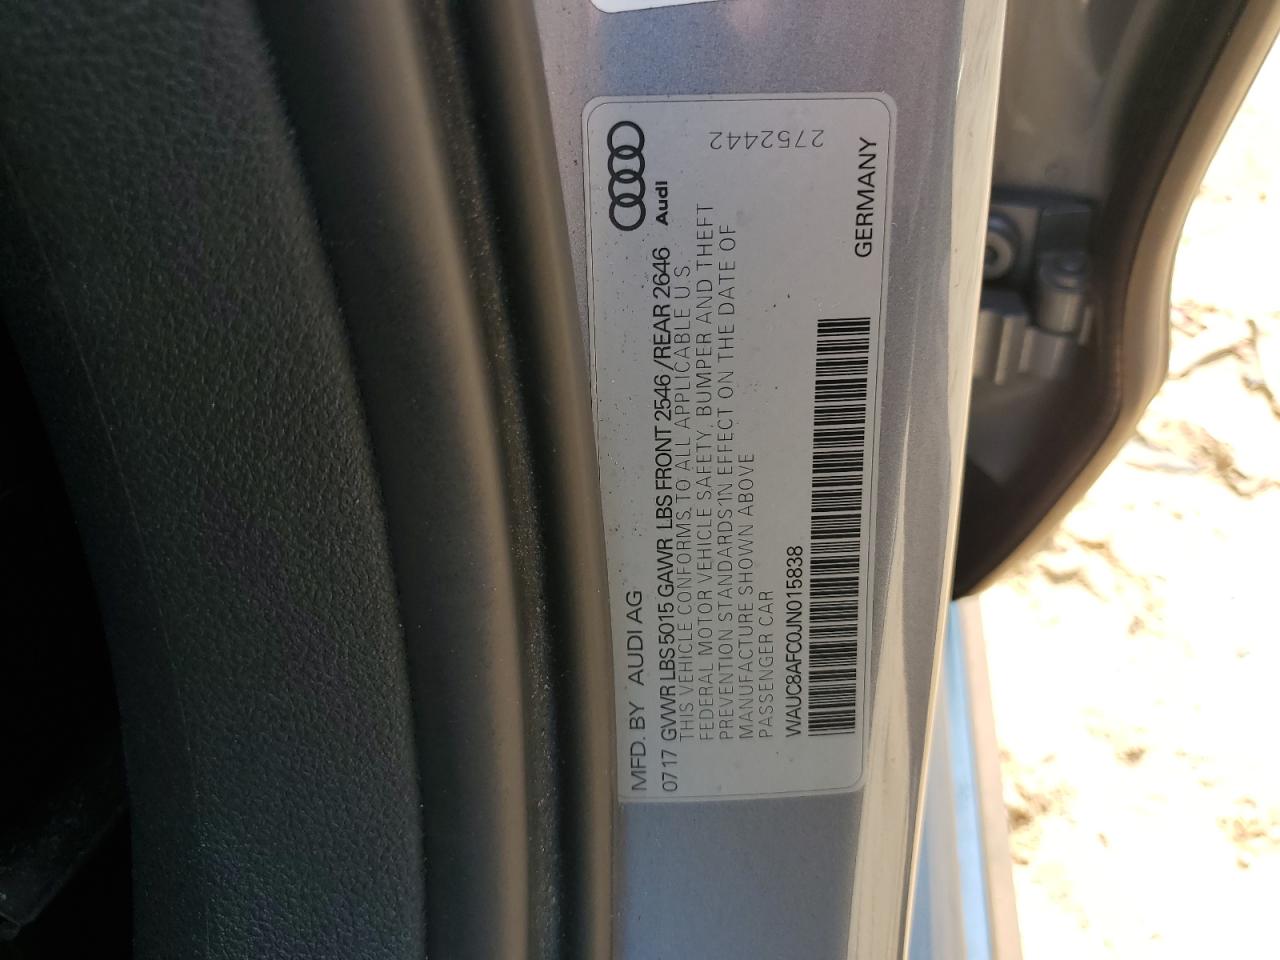 MFD. BY AUDI AG
07 17 GVWR LBS 5015 GAWR LBS FRONT 2546 /REAR 2646
THIS VEHICLE CONFORMS TO ALL APPLICABLE U.S.
FEDERAL MOTOR VEHICLE SAFETY, BUMPER AND THEFT
PREVENTION STANDARDS IN EFFECT ON THE DATE OF
MANUFACTURE SHOWN ABOVE
PASSENGER CAR
WAUC8AFC0JN015838
Audi
2752442
GERMANY